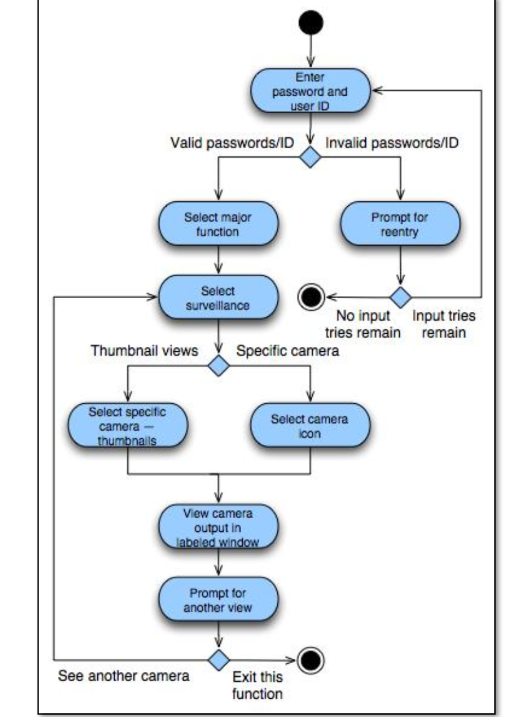 Enter
password and
user ID
Valid passwords/ID
Invalid passwords/ID
Select major
function
Prompt for
reentry
Select
surveillance
No input
tries remain
Input tries
remain
Thumbnail views
Specific camera
Select specific
camera —
thumbnails
Select camera
icon
View camera
output in
labeled window
Prompt for
another view
See another camera
Exit this
function